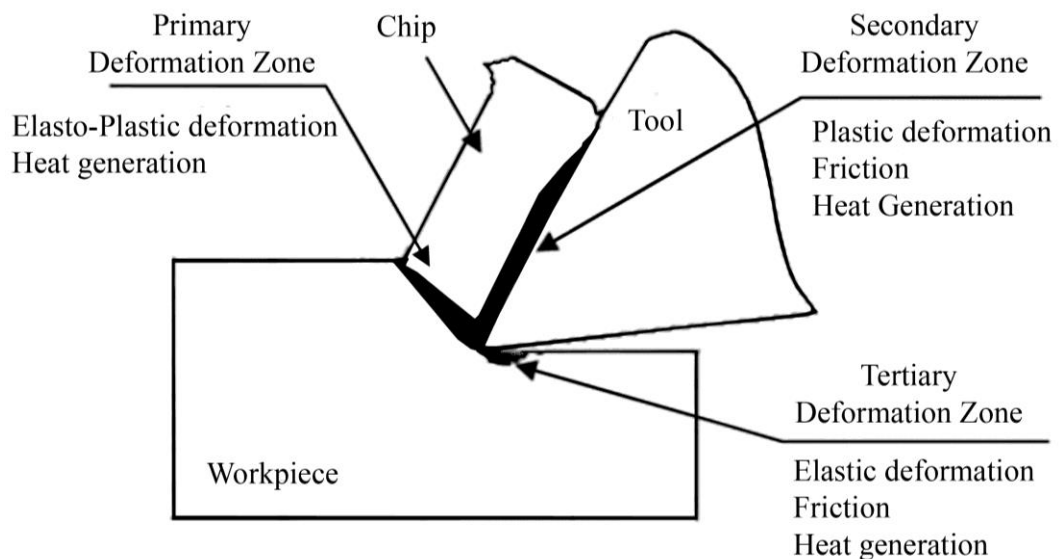 Primary
Deformation Zone
Elasto-Plastic deformation
Heat generation
Chip
Secondary
Deformation Zone
Plastic deformation
Friction
Heat Generation
Tool
Tertiary
Deformation Zone
Elastic deformation
Friction
Heat generation
Workpiece